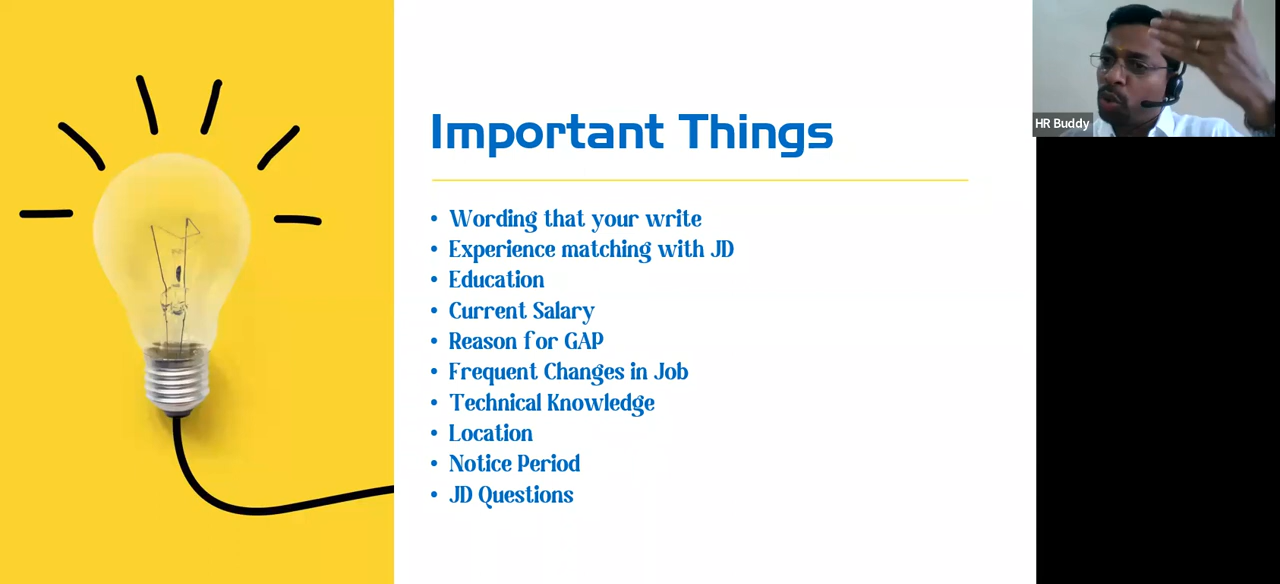 Important Things
• Wording that your write
• Experience matching with JD
• Education
• Current Salary
• Reason for GAP
• Frequent Changes in Job
• Technical Knowledge
• Location
• Notice Period
• JD Questions
HR Buddy